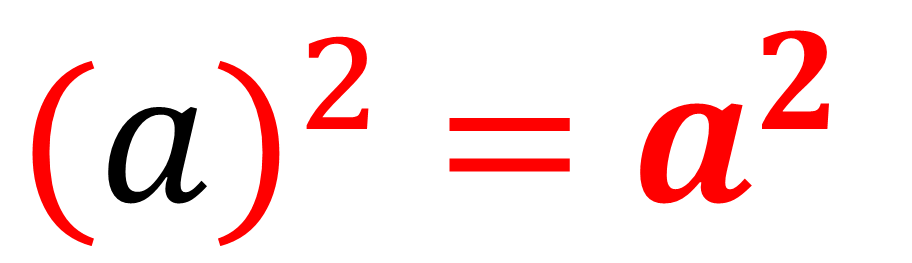 (a)² = a²